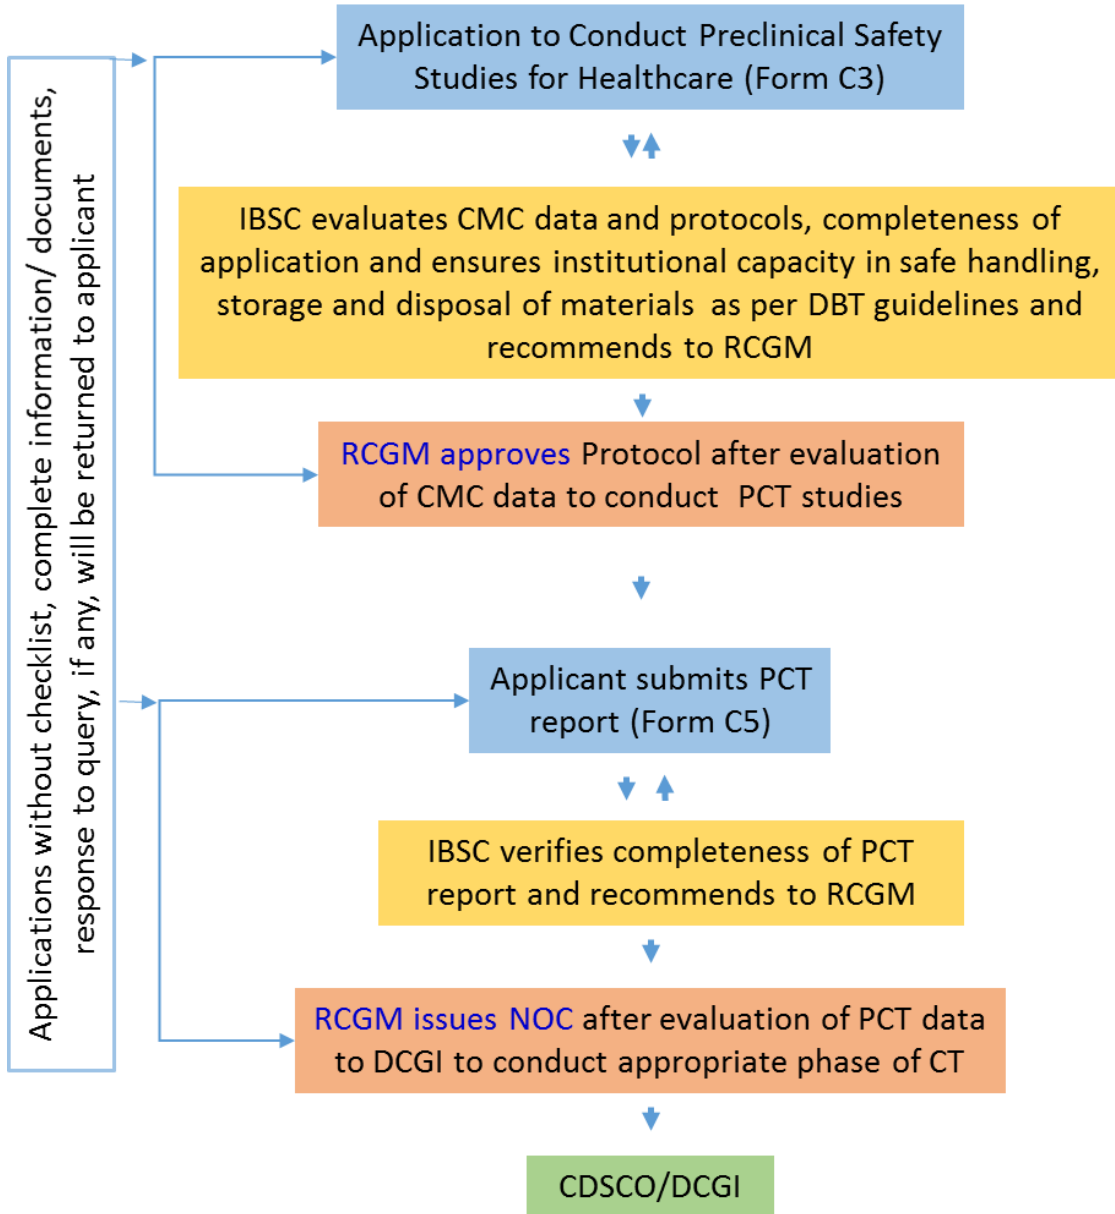 Applications without checklist, complete information/ documents,
response to query, if any, will be returned to applicant
Application to Conduct Preclinical Safety
Studies for Healthcare (Form C3)
IBSC evaluates CMC data and protocols, completeness of
application and ensures institutional capacity in safe handling,
storage and disposal of materials as per DBT guidelines and
recommends to RCGM
RCGM approves Protocol after evaluation
of CMC data to conduct PCT studies
Applicant submits PCT
report (Form C5)
IBSC verifies completeness of PCT
report and recommends to RCGM
RCGM issues NOC after evaluation of PCT data
to DCGI to conduct appropriate phase of CT
CDSCO/DCGI